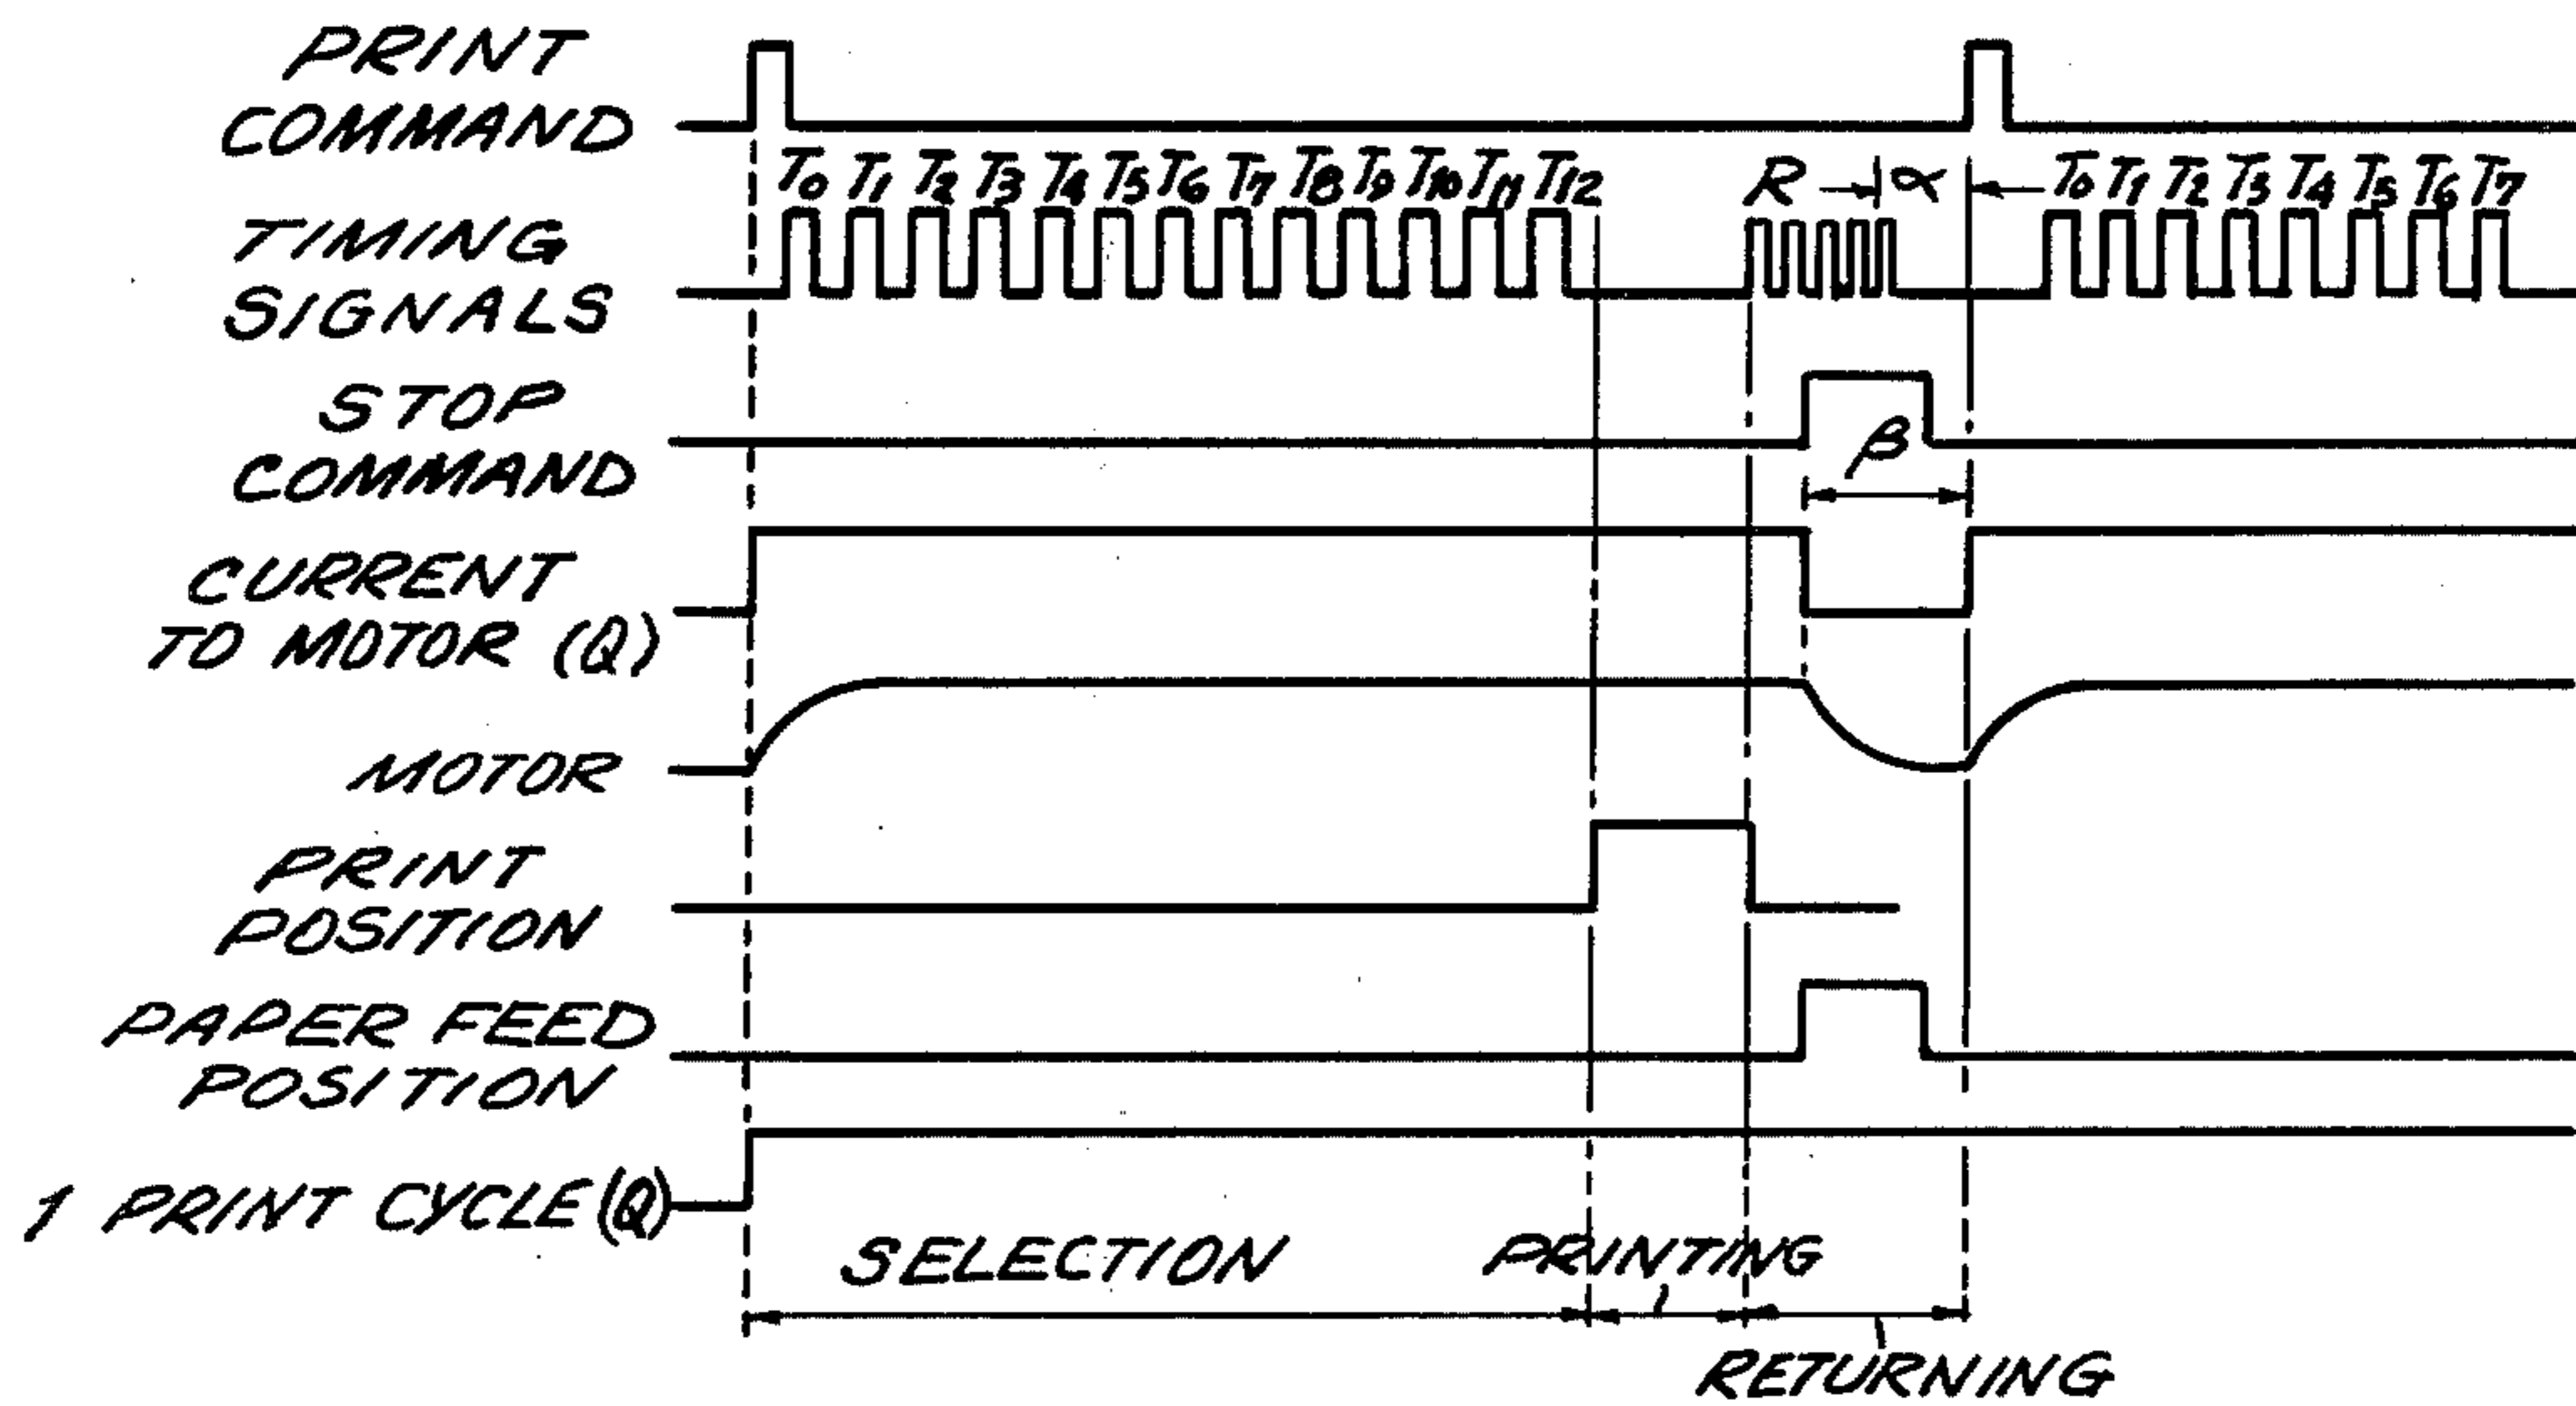 PRINT
COMMAND
T0 T1 T2 T3 T4 T5 T6 T7 T8 T9 T10 T11 T12 R α T0 T1 T2 T3 T4 T5 T6 T7
TIMING
SIGNALS
STOP
COMMAND
β
CURRENT
TO MOTOR (Q)
MOTOR
PRINT
POSITION
PAPER FEED
POSITION
1 PRINT CYCLE (Q)
SELECTION
PRINTING
RETURNING